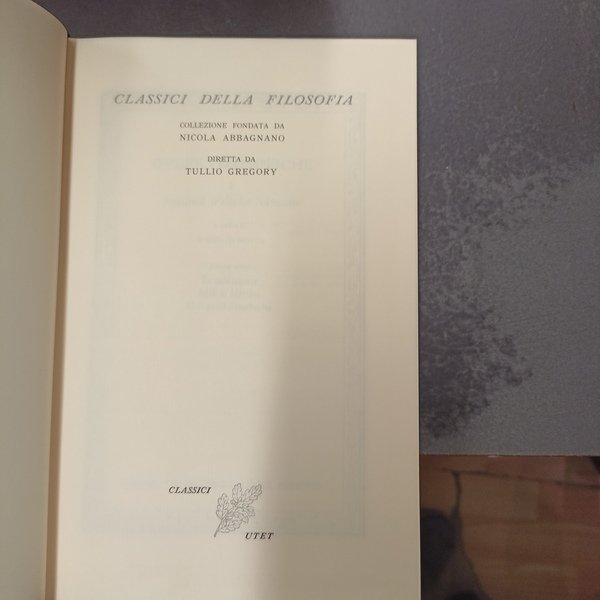 CLASSICI DELLA FILOSOFIA
COLLEZIONE FONDATA DA
NICOLA ABBAGNANO
DIRETTA DA
TULLIO GREGORY
CLASSICI
UTET